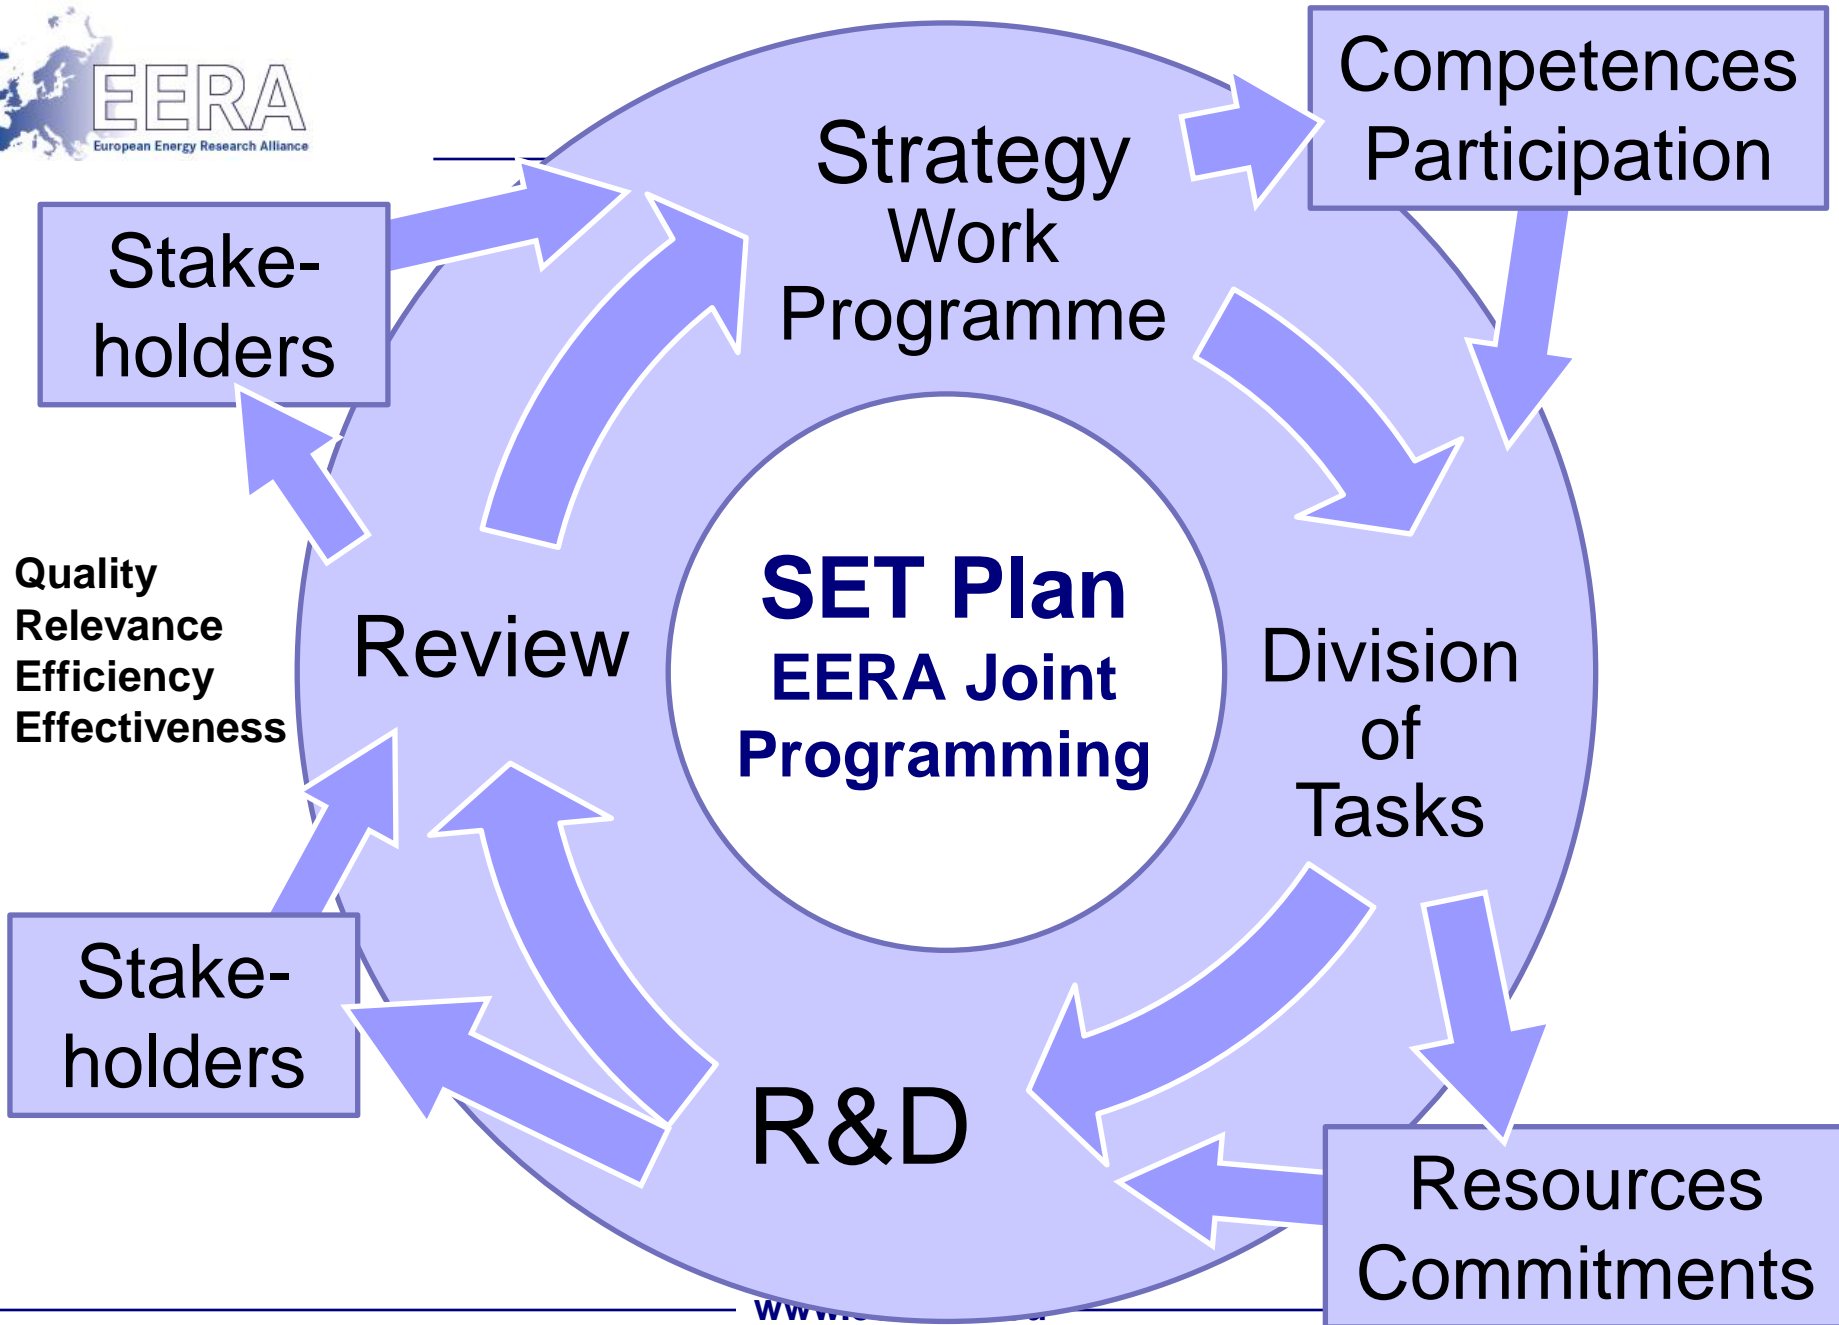 EERA
European Energy Research Alliance
Competences
Participation
Strategy
Work
Programme
Stake-
holders
Quality
Relevance
Efficiency
Effectiveness
Review
SET Plan
EERA Joint
Programming
Division
of
Tasks
Stake-
holders
R&D
Resources
Commitments